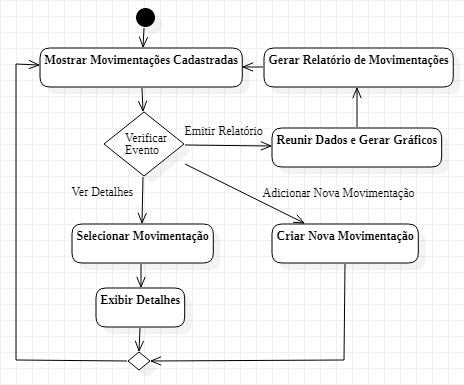 Mostrar Movimentações Cadastradas
Gerar Relatório de Movimentações
Verificar
Evento
Emitir Relatório
Reunir Dados e Gerar Gráficos
Ver Detalhes
Adicionar Nova Movimentação
Selecionar Movimentação
Criar Nova Movimentação
Exibir Detalhes